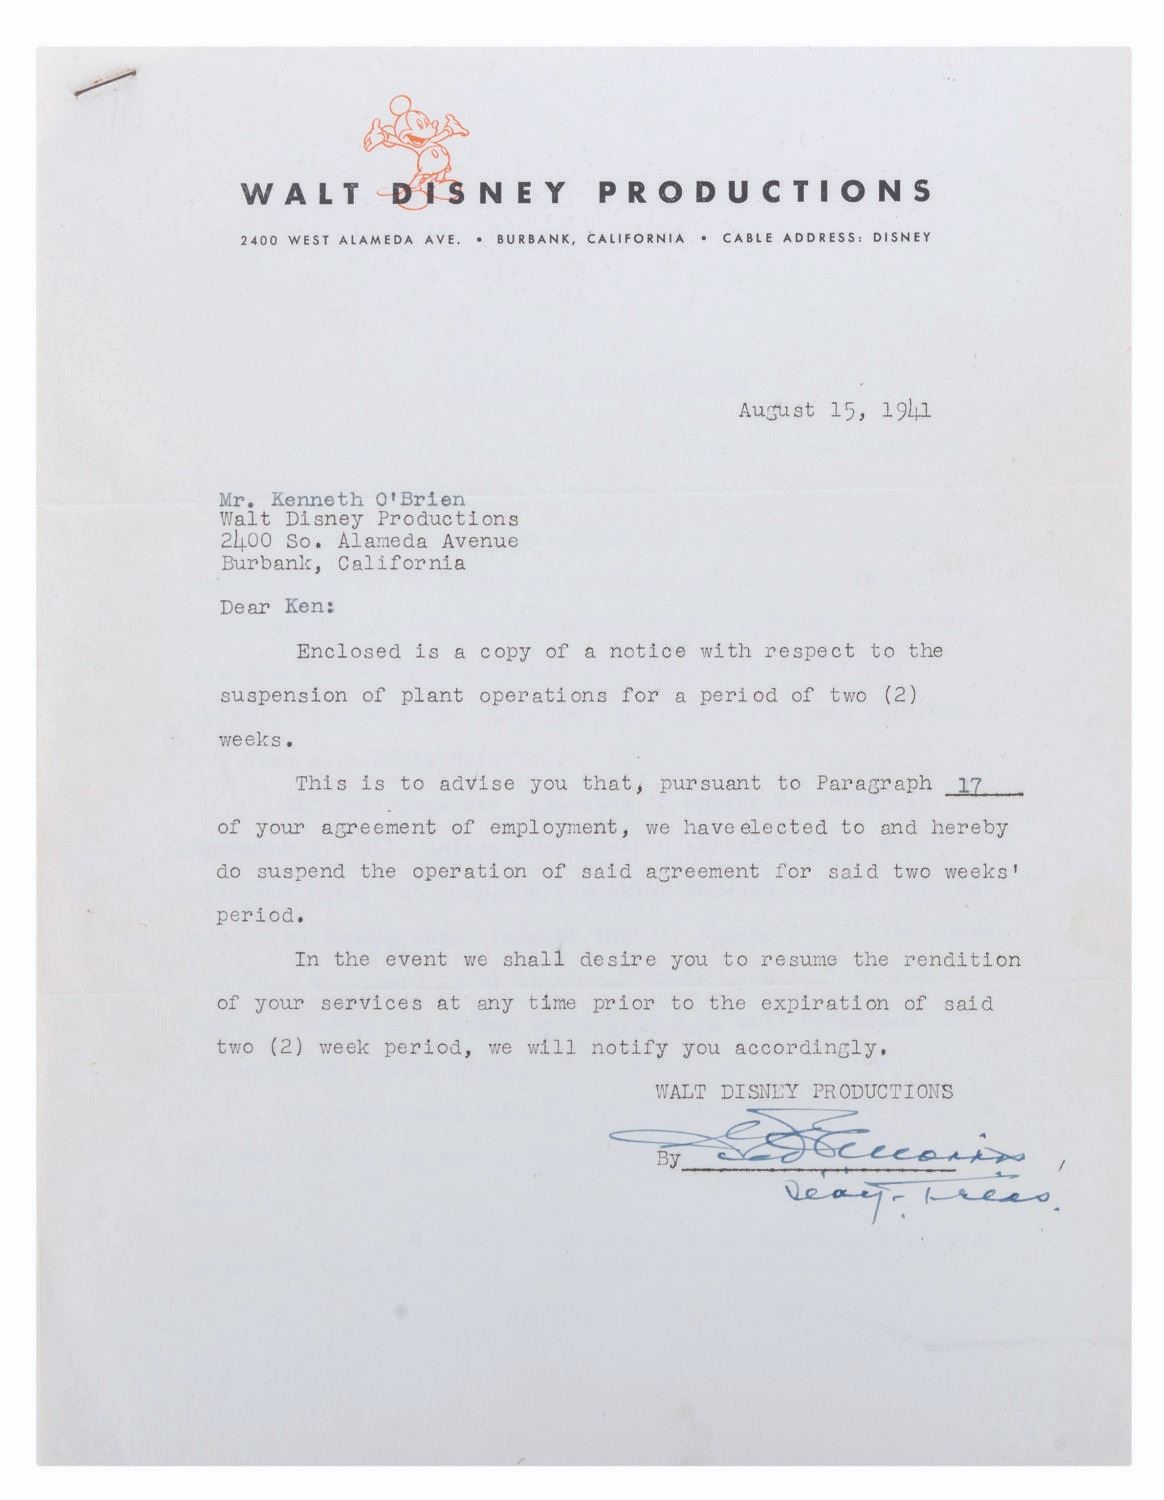 WALT DISNEY PRODUCTIONS
2400 WEST ALAMEDA AVE. • BURBANK, CALIFORNIA • CABLE ADDRESS: DISNEY
August 15, 1941
Mr. Kenneth O'Brien
Walt Disney Productions
2400 So. Alameda Avenue
Burbank, California
Dear Ken:
Enclosed is a copy of a notice with respect to the
suspension of plant operations for a period of two (2)
weeks.
This is to advise you that, pursuant to Paragraph 17
of your agreement of employment, we have elected to and hereby
do suspend the operation of said agreement for said two weeks'
period.
In the event we shall desire you to resume the rendition
of your services at any time prior to the expiration of said
two (2) week period, we will notify you accordingly.
WALT DISNEY PRODUCTIONS
By
Secy-Treas.